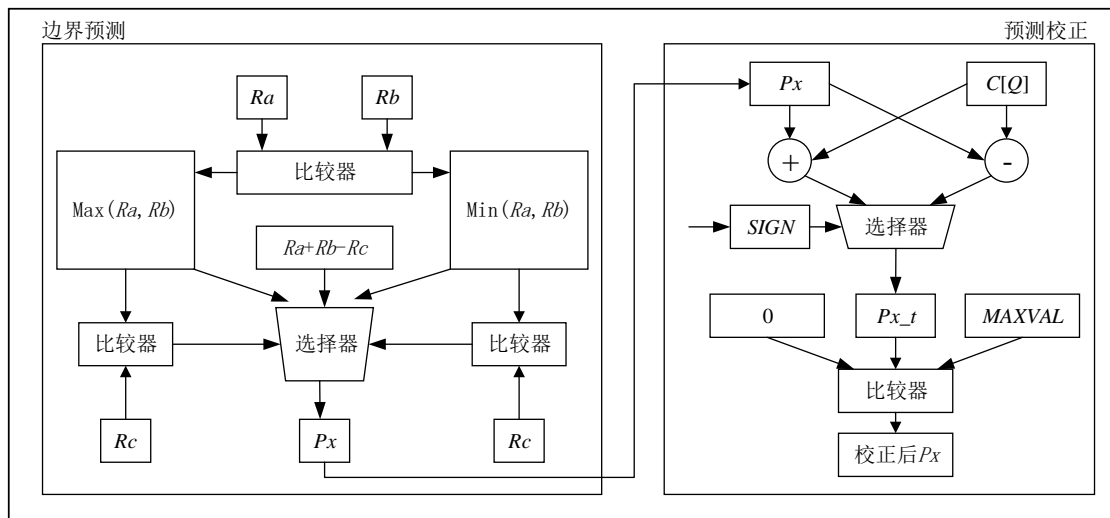 边界预测
Ra
Rb
比较器
Max(Ra,Rb)
Min(Ra,Rb)
Ra+Rb-Rc
比较器
选择器
比较器
Rc
Px
Rc
预测校正
Px
C[Q]
+
-
SIGN
选择器
0
Px_t
MAXVAL
比较器
校正后Px